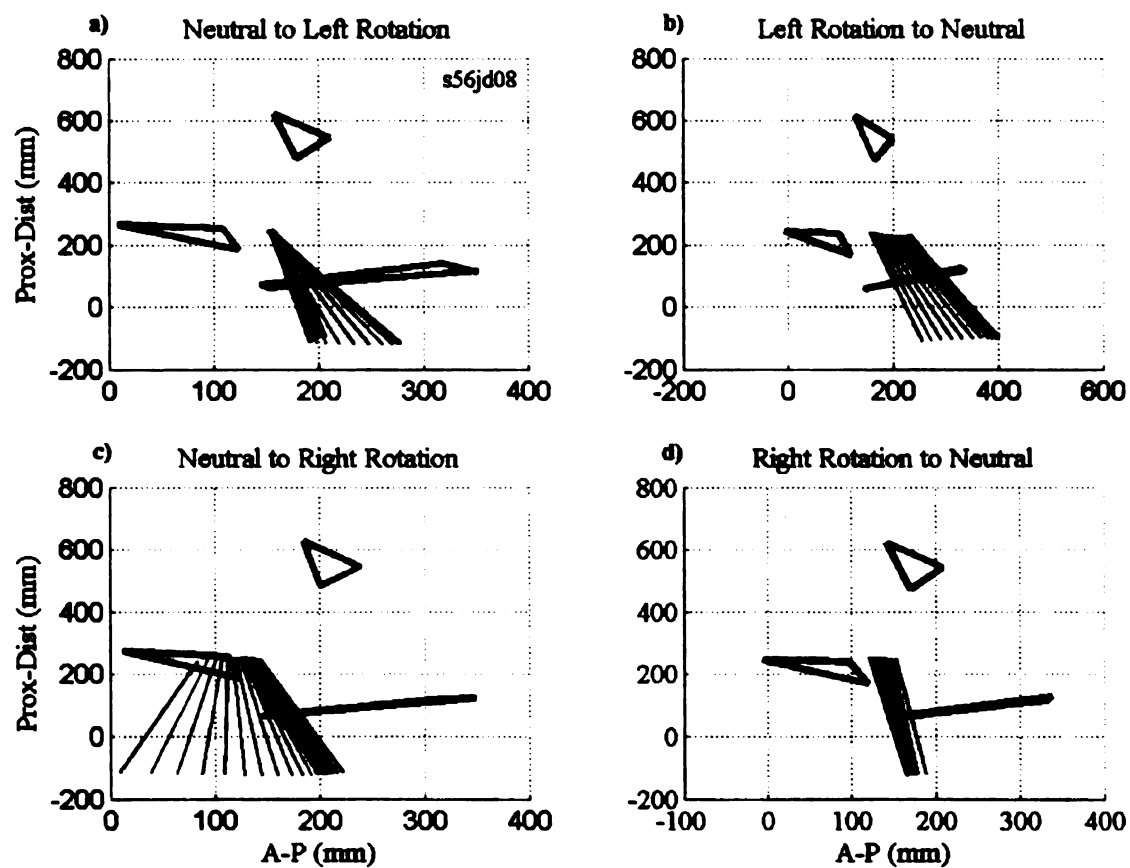 a) Neutral to Left Rotation
b) Left Rotation to Neutral
800
600
400
200
0
-200
Prox-Dist (mm)
s56jd08
0 100 200 300 400
800
600
400
200
0
-200
-200 0 200 400 600
c) Neutral to Right Rotation
d) Right Rotation to Neutral
800
600
400
200
0
-200
Prox-Dist (mm)
0 100 200 300 400
A-P (mm)
800
600
400
200
0
-200
-100 0 100 200 300 400
A-P (mm)